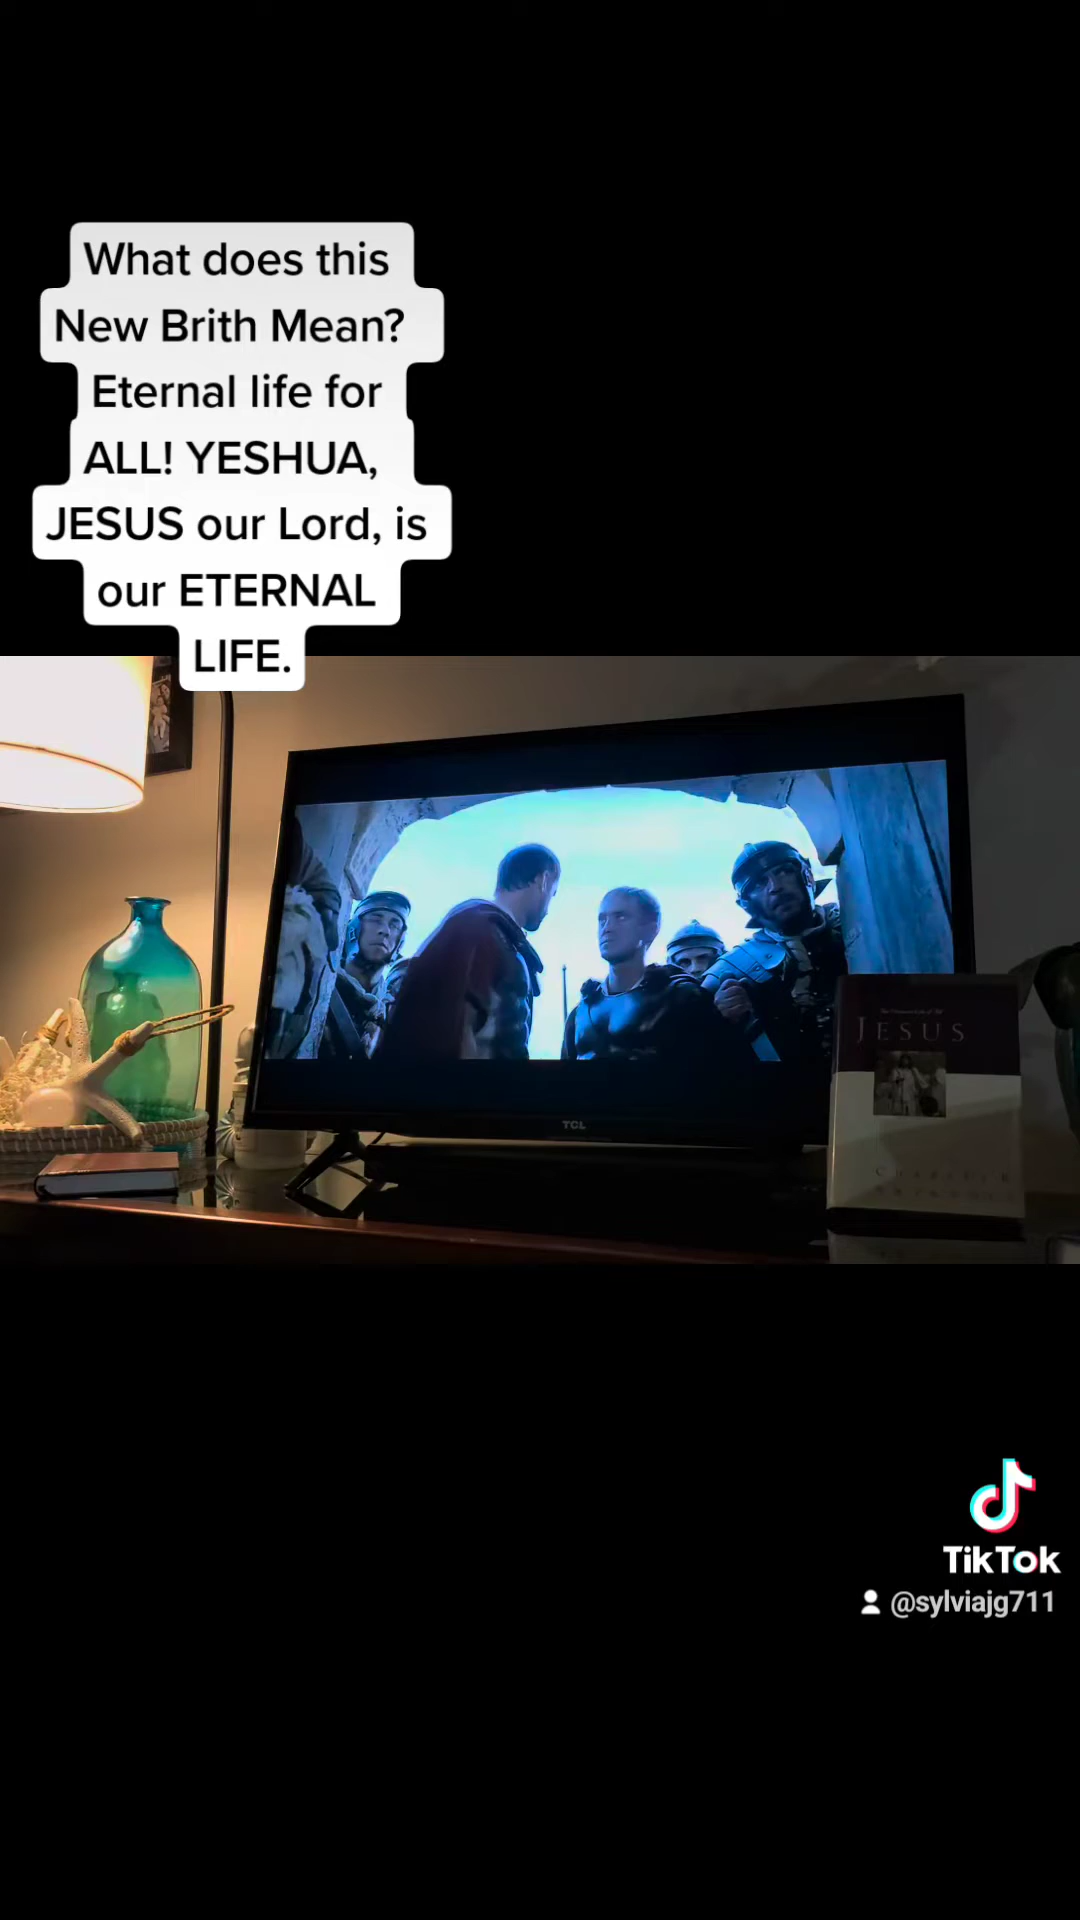 What does this
New Brith Mean?
Eternal life for
ALL! YESHUA,
JESUS our Lord, is
our ETERNAL
LIFE.
JESUS
TCL
TikTok
@sylviajg711